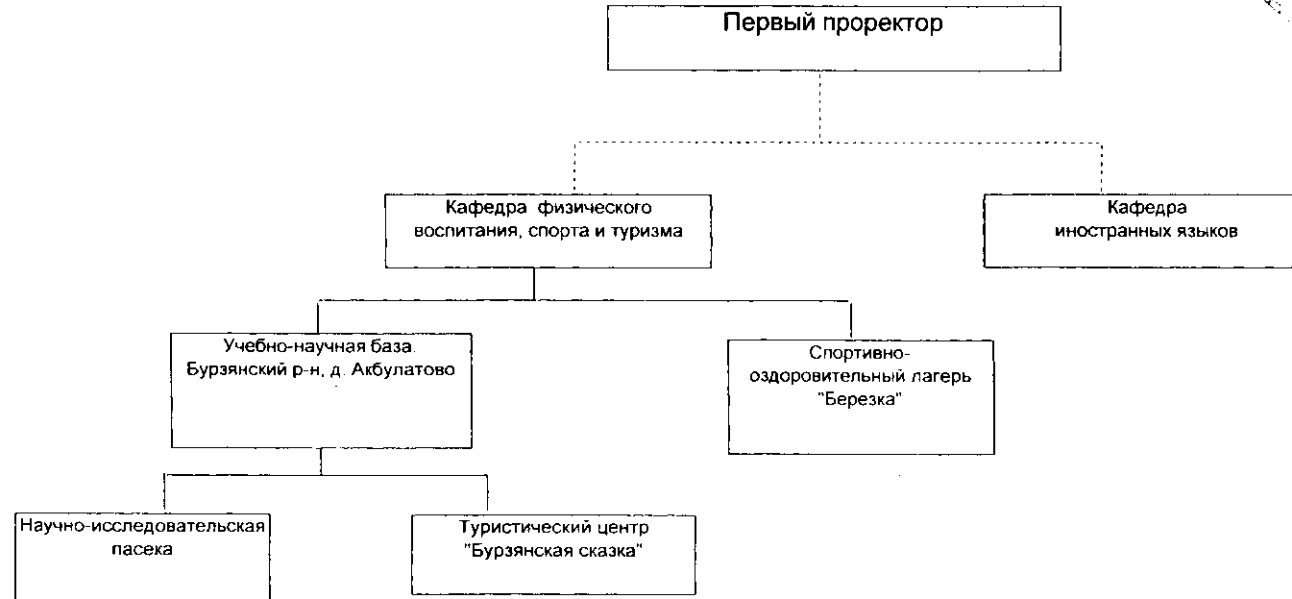 Первый проректор
Кафедра физического
воспитания, спорта и туризма
Кафедра
иностранных языков
Учебно-научная база.
Бурзянский р-н, д. Акбулатово
Спортивно-
оздоровительный лагерь
"Березка"
Научно-исследовательская
пасека
Туристический центр
"Бурзянская сказка"